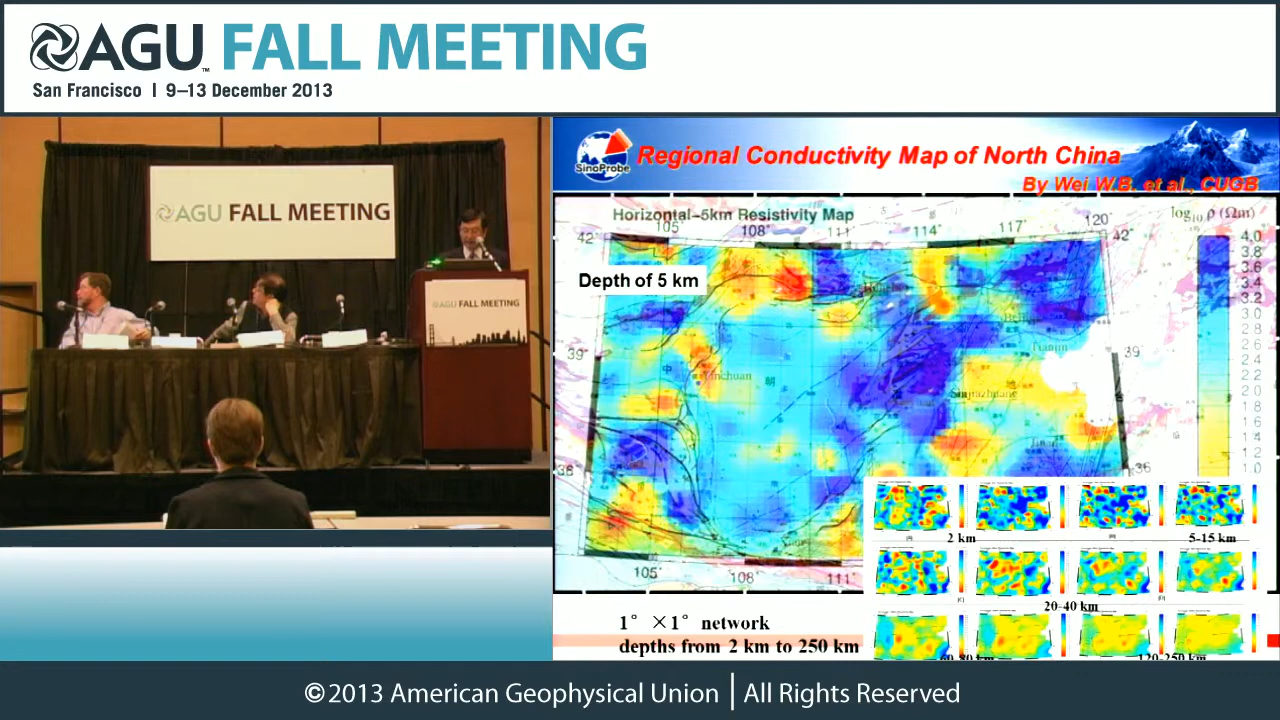 AGU FALL MEETING
San Francisco | 9–13 December 2013
AGU FALL MEETING
AGU FALL MEETING
SinoProbe
Regional Conductivity Map of North China
By Wei W.B. et al., CUGB
Horizontal-5km Resistivity Map
log10 ρ (Ωm)
105° 108° 111 114° 117° 120°
42° 42°
Depth of 5 km
39 39
36 36
105° 108° 111°
4.0
3.8
3.6
3.4
3.2
3.0
2.8
2.6
2.4
2.2
2.0
1.8
1.6
1.4
1.2
1.0
Yinchuan
Tianjin
Jinan
2 km 5-15 km
20-40 km
60-80 km 120-250 km
1° ×1° network
depths from 2 km to 250 km
©2013 American Geophysical Union | All Rights Reserved